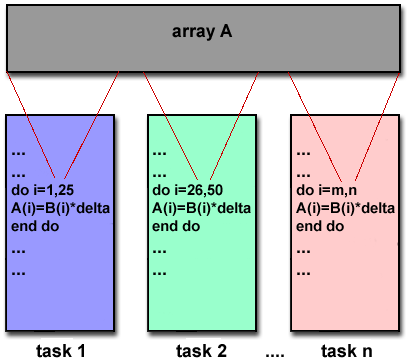 array A
...
...
do i=1,25
A(i)=B(i)*delta
end do
...
...
...
...
do i=26,50
A(i)=B(i)*delta
end do
...
...
...
...
do i=m,n
A(i)=B(i)*delta
end do
...
...
task 1 task 2 .... task n